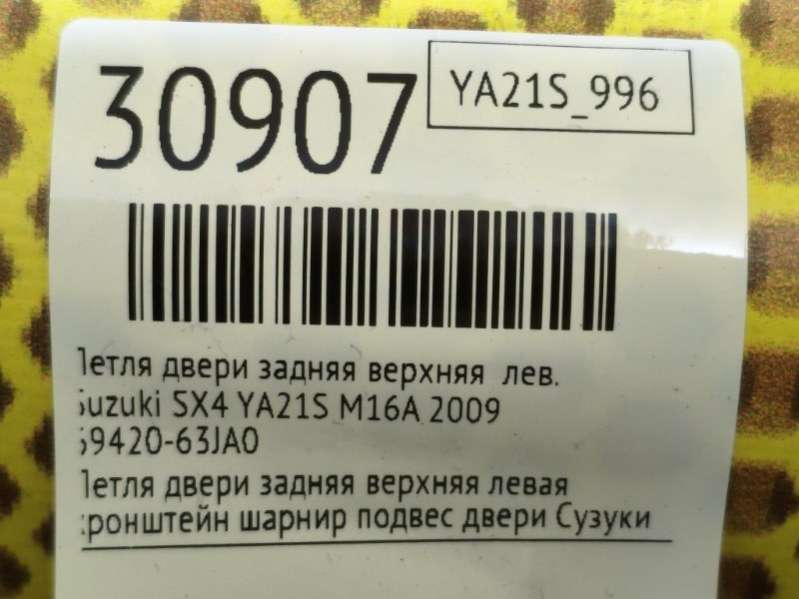 30907
YA21S_996
Петля двери задняя верхняя лев.
Suzuki SX4 YA21S M16A 2009
69420-63JA0
Петля двери задняя верхняя левая
кронштейн шарнир подвес двери Сузуки